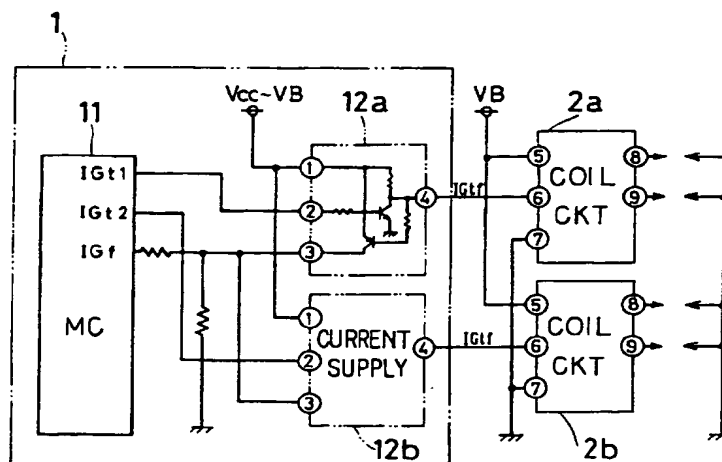 1
Vcc~VB
12a
VB
2a
11
IGt1
IGt2
IGf
MC
① ② ③ ④
IGtf
⑤ ⑥ ⑦ ⑧ ⑨
COIL
CKT
① ② ③ ④
CURRENT
SUPPLY
IGtf
⑤ ⑥ ⑦ ⑧ ⑨
COIL
CKT
12b
2b